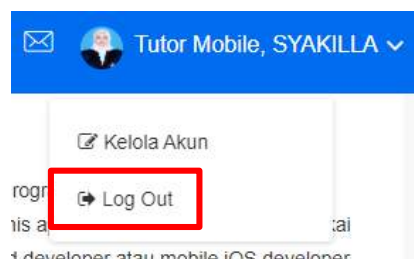 Tutor Mobile, SYAKILLA
Kelola Akun
Log Out
developer atau mobile iOS developer